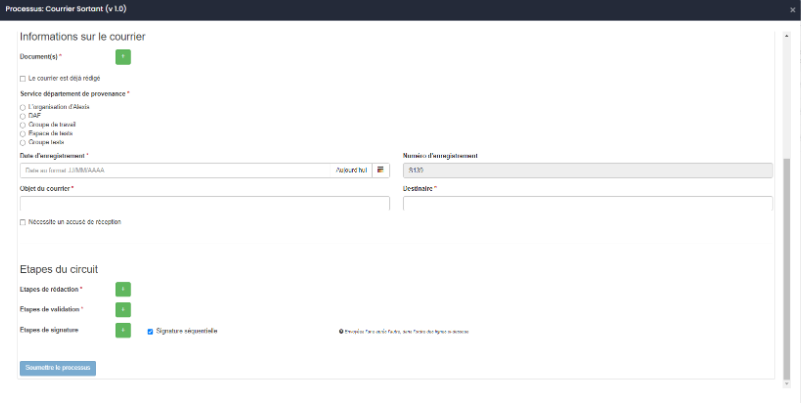 Processus: Courrier Sortant (v 1.0)
×
Informations sur le courrier
Document(s) *
+
Le courrier est déjà rédigé
Service département de provenance *
L'organisation d'Alexis
DAF
Groupe de travail
Espace de tests
Groupe tests
Date d'enregistrement *
Numéro d'enregistrement
Date au format JJ/MM/AAAA
Aujourd'hui
Objet du courrier *
Destinaire *
Nécessite un accusé de réception
Etapes du circuit
Etapes de rédaction *
+
Etapes de validation *
+
Etapes de signature
+
Signature séquentielle
Soumettre le processus